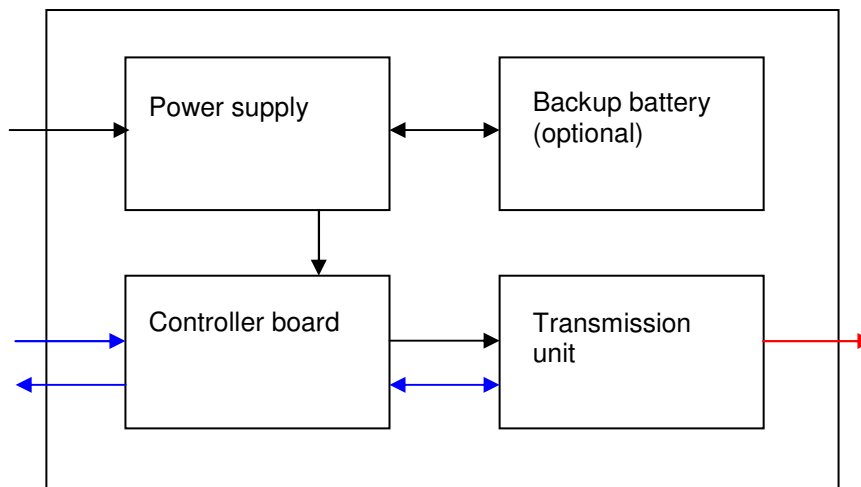 Power supply
Backup battery
(optional)
Controller board
Transmission
unit